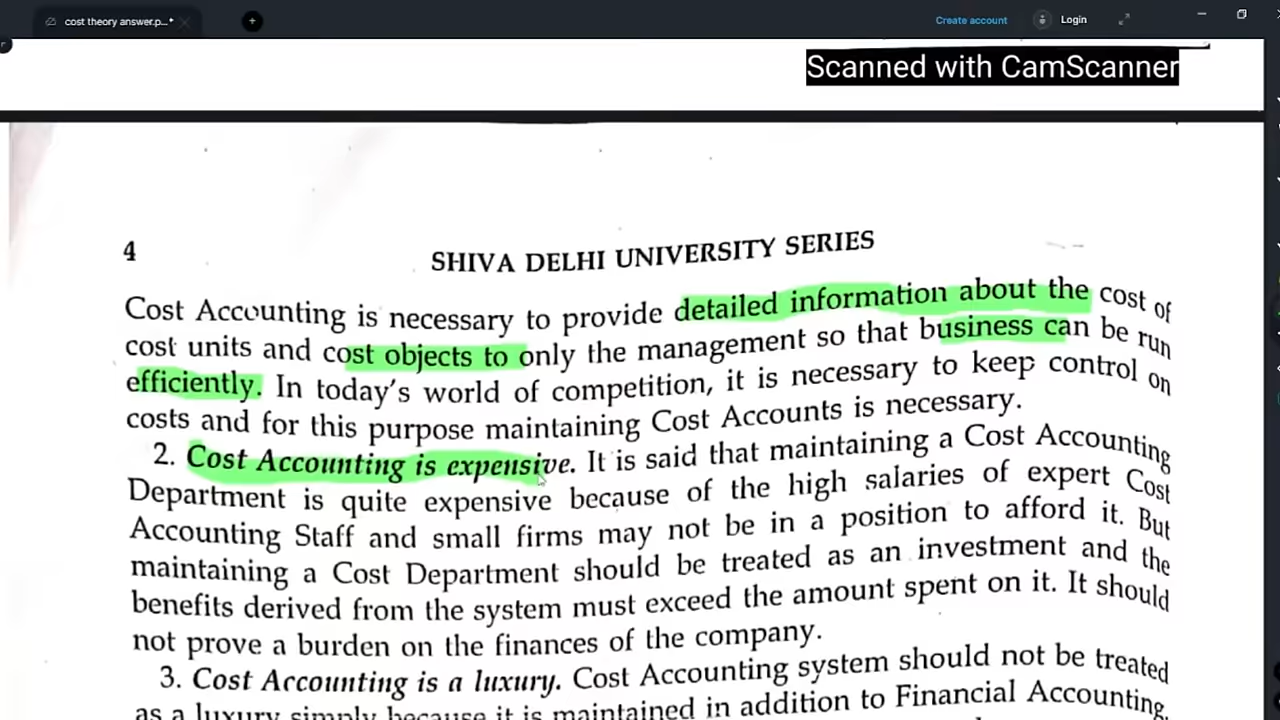 cost theory answer.p...*
Create account
Login
Scanned with CamScanner
4
SHIVA DELHI UNIVERSITY SERIES
Cost Accounting is necessary to provide detailed information about the cost of
cost units and cost objects to only the management so that business can be run
efficiently. In today's world of competition, it is necessary to keep control on
costs and for this purpose maintaining Cost Accounts is necessary.
2. Cost Accounting is expensive. It is said that maintaining a Cost Accounting
Department is quite expensive because of the high salaries of expert Cost
Accounting Staff and small firms may not be in a position to afford it. But
maintaining a Cost Department should be treated as an investment and the
benefits derived from the system must exceed the amount spent on it. It should
not prove a burden on the finances of the company.
3. Cost Accounting is a luxury. Cost Accounting system should not be treated
as a luxury simply because it is maintained in addition to Financial Accounting.